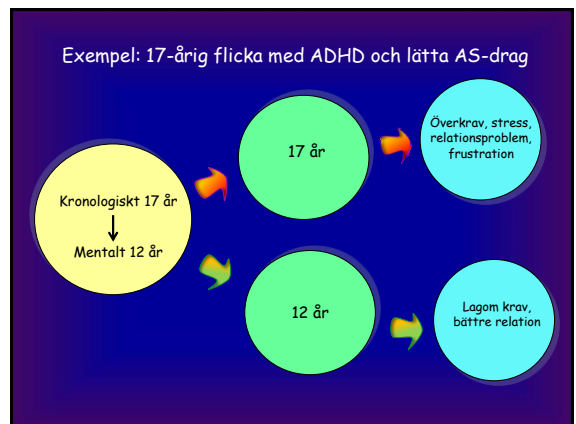 Exempel: 17-årig flicka med ADHD och lätta AS-drag
Kronologiskt 17 år
Mentalt 12 år
17 år
Överkrav, stress,
relationsproblem,
frustration
12 år
Lagom krav,
bättre relation